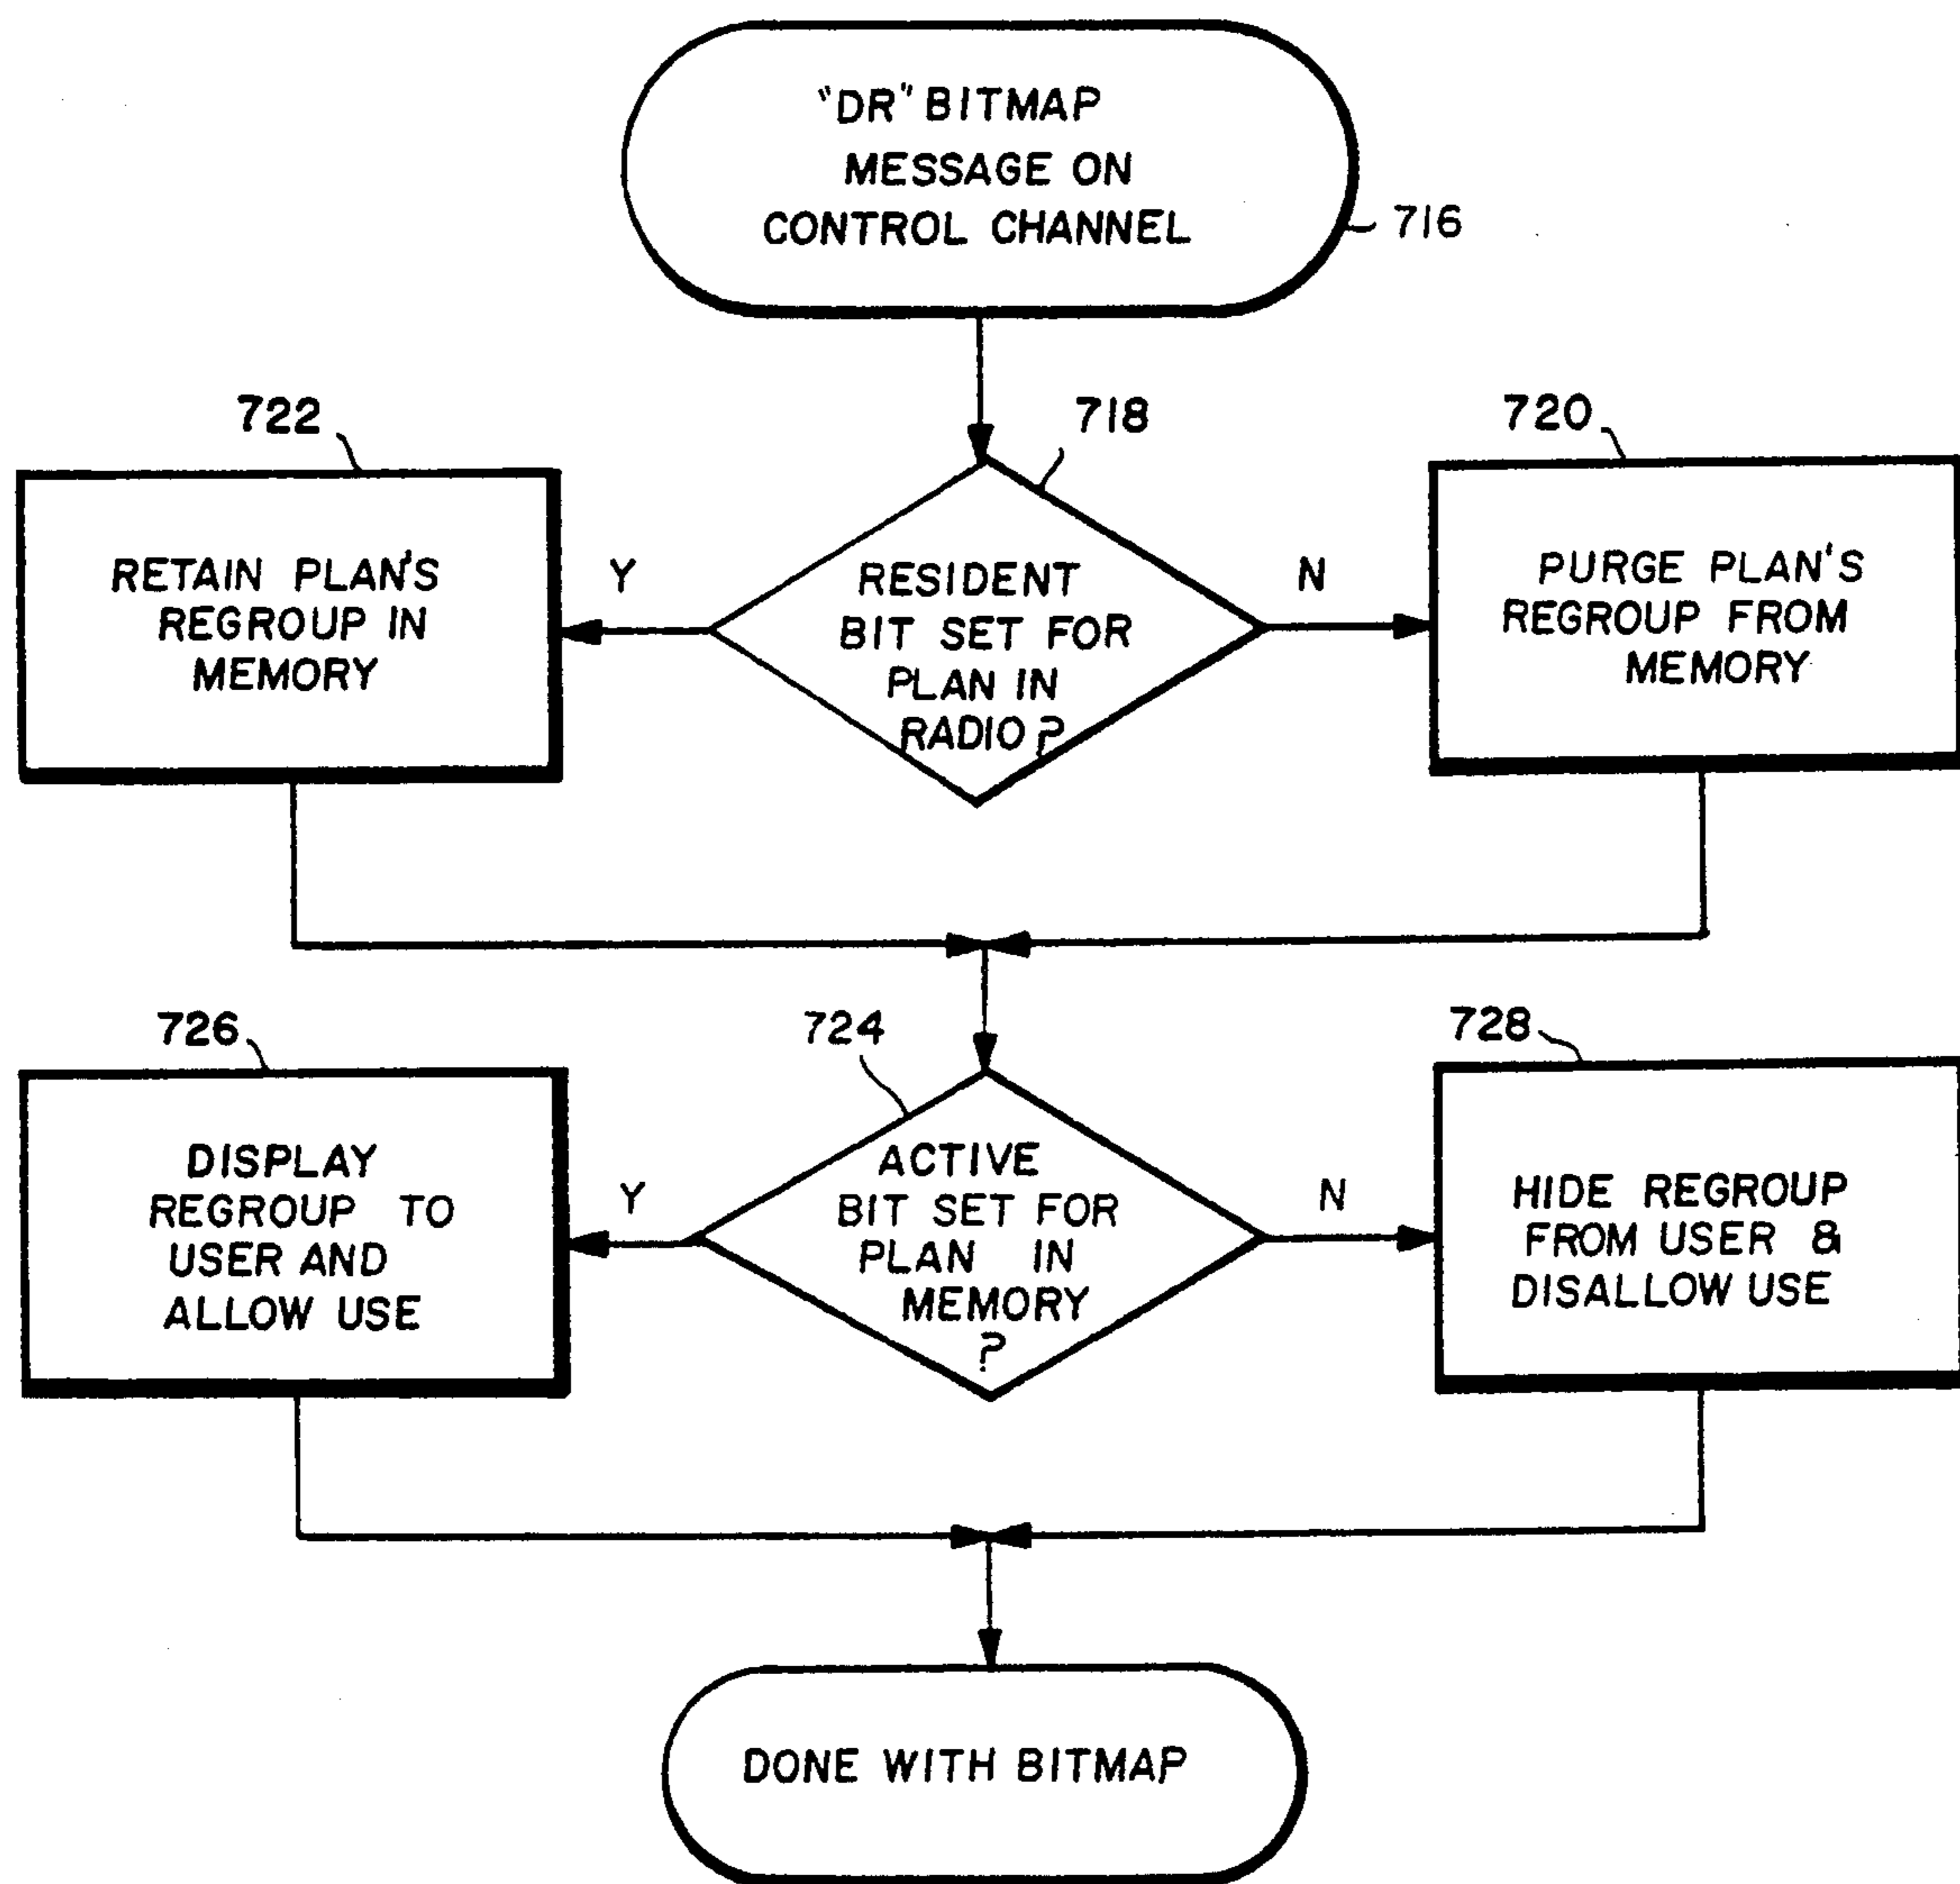 "DR" BITMAP
MESSAGE ON
CONTROL CHANNEL
716
722
718
720
RETAIN PLAN'S
REGROUP IN
MEMORY
Y
RESIDENT
BIT SET FOR
PLAN IN
RADIO?
N
PURGE PLAN'S
REGROUP FROM
MEMORY
726
724
728
DISPLAY
REGROUP TO
USER AND
ALLOW USE
Y
ACTIVE
BIT SET FOR
PLAN IN
MEMORY
?
N
HIDE REGROUP
FROM USER &
DISALLOW USE
DONE WITH BITMAP